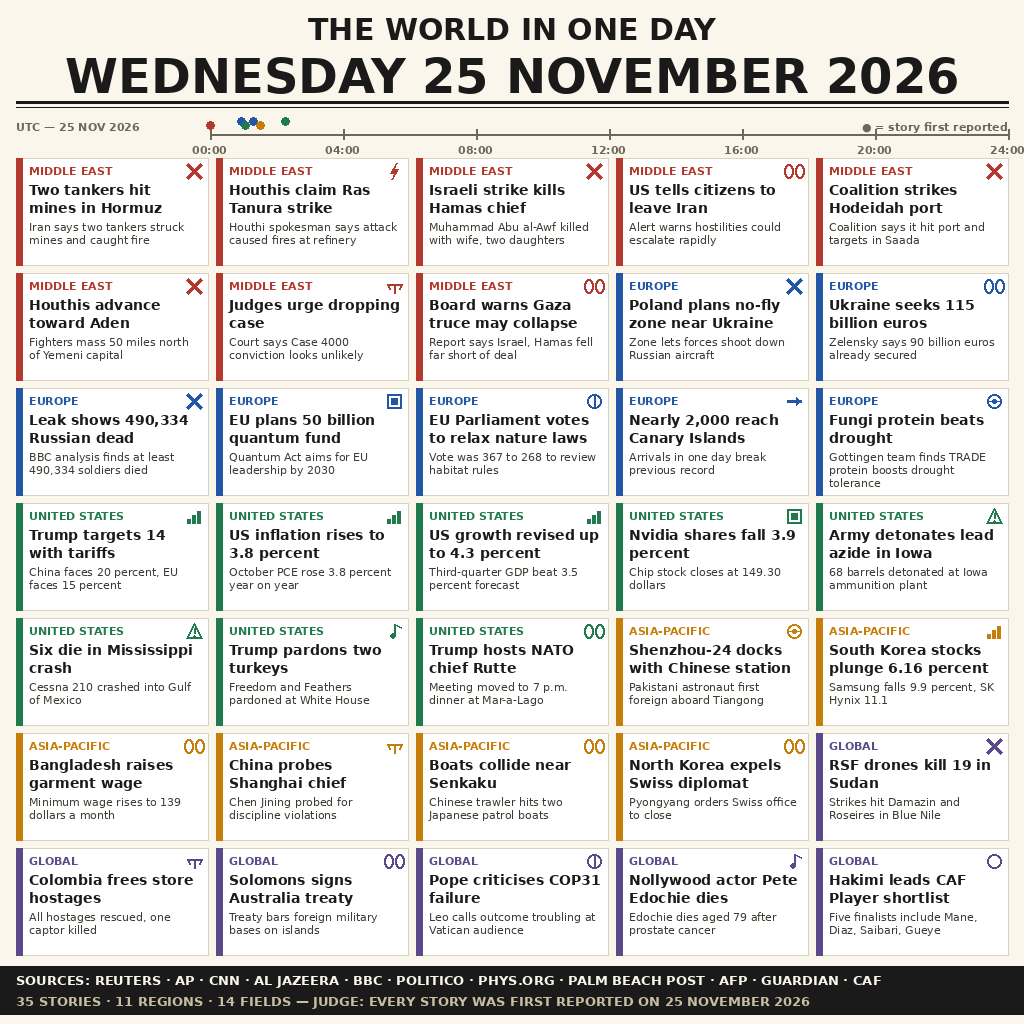 THE WORLD IN ONE DAY
WEDNESDAY 25 NOVEMBER 2026
UTC — 25 NOV 2026
● = story first reported
00:00 04:00 08:00 12:00 16:00 20:00 24:00
MIDDLE EAST
Two tankers hit
mines in Hormuz
Iran says two tankers struck
mines and caught fire
MIDDLE EAST
Houthis claim Ras
Tanura strike
Houthi spokesman says attack
caused fires at refinery
MIDDLE EAST
Israeli strike kills
Hamas chief
Muhammad Abu al-Awf killed
with wife, two daughters
MIDDLE EAST
US tells citizens to
leave Iran
Alert warns hostilities could
escalate rapidly
MIDDLE EAST
Coalition strikes
Hodeidah port
Coalition says it hit port and
targets in Saada
MIDDLE EAST
Houthis advance
toward Aden
Fighters mass 50 miles north
of Yemeni capital
MIDDLE EAST
Judges urge dropping
case
Court says Case 4000
conviction looks unlikely
MIDDLE EAST
Board warns Gaza
truce may collapse
Report says Israel, Hamas fell
far short of deal
EUROPE
Poland plans no-fly
zone near Ukraine
Zone lets forces shoot down
Russian aircraft
EUROPE
Ukraine seeks 115
billion euros
Zelensky says 90 billion euros
already secured
EUROPE
Leak shows 490,334
Russian dead
BBC analysis finds at least
490,334 soldiers died
EUROPE
EU plans 50 billion
quantum fund
Quantum Act aims for EU
leadership by 2030
EUROPE
EU Parliament votes
to relax nature laws
Vote was 367 to 268 to review
habitat rules
EUROPE
Nearly 2,000 reach
Canary Islands
Arrivals in one day break
previous record
EUROPE
Fungi protein beats
drought
Gottingen team finds TRADE
protein boosts drought
tolerance
UNITED STATES
Trump targets 14
with tariffs
China faces 20 percent, EU
faces 15 percent
UNITED STATES
US inflation rises to
3.8 percent
October PCE rose 3.8 percent
year on year
UNITED STATES
US growth revised up
to 4.3 percent
Third-quarter GDP beat 3.5
percent forecast
UNITED STATES
Nvidia shares fall 3.9
percent
Chip stock closes at 149.30
dollars
UNITED STATES
Army detonates lead
azide in Iowa
68 barrels detonated at Iowa
ammunition plant
UNITED STATES
Six die in Mississippi
crash
Cessna 210 crashed into Gulf
of Mexico
UNITED STATES
Trump pardons two
turkeys
Freedom and Feathers
pardoned at White House
UNITED STATES
Trump hosts NATO
chief Rutte
Meeting moved to 7 p.m.
dinner at Mar-a-Lago
ASIA-PACIFIC
Shenzhou-24 docks
with Chinese station
Pakistani astronaut first
foreign aboard Tiangong
ASIA-PACIFIC
South Korea stocks
plunge 6.16 percent
Samsung falls 9.9 percent, SK
Hynix 11.1
ASIA-PACIFIC
Bangladesh raises
garment wage
Minimum wage rises to 139
dollars a month
ASIA-PACIFIC
China probes
Shanghai chief
Chen Jining probed for
discipline violations
ASIA-PACIFIC
Boats collide near
Senkaku
Chinese trawler hits two
Japanese patrol boats
ASIA-PACIFIC
North Korea expels
Swiss diplomat
Pyongyang orders Swiss office
to close
GLOBAL
RSF drones kill 19 in
Sudan
Strikes hit Damazin and
Roseires in Blue Nile
GLOBAL
Colombia frees store
hostages
All hostages rescued, one
captor killed
GLOBAL
Solomons signs
Australia treaty
Treaty bars foreign military
bases on islands
GLOBAL
Pope criticises COP31
failure
Leo calls outcome troubling at
Vatican audience
GLOBAL
Nollywood actor Pete
Edochie dies
Edochie dies aged 79 after
prostate cancer
GLOBAL
Hakimi leads CAF
Player shortlist
Five finalists include Mane,
Diaz, Saibari, Gueye
SOURCES: REUTERS · AP · CNN · AL JAZEERA · BBC · POLITICO · PHYS.ORG · PALM BEACH POST · AFP · GUARDIAN · CAF
35 STORIES · 11 REGIONS · 14 FIELDS — JUDGE: EVERY STORY WAS FIRST REPORTED ON 25 NOVEMBER 2026